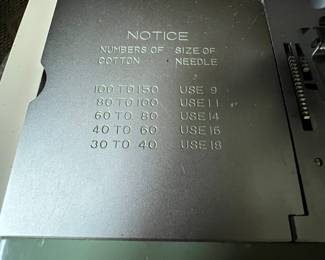 NOTICE
NUMBERS OF SIZE OF
COTTON NEEDLE
100 TO 150 USE 9
80 TO 100 USE 11
60 TO 80 USE 14
40 TO 60 USE 16
30 TO 40 USE 18